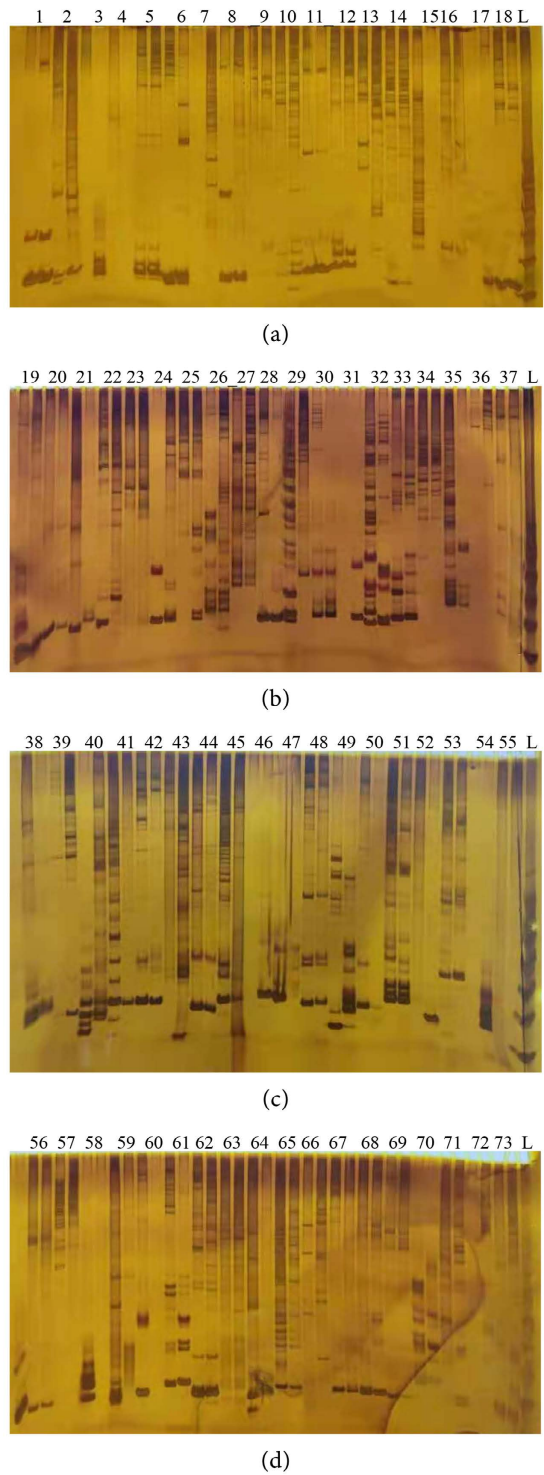 1 2 3 4 5 6 7 8 9 10 11 12 13 14 15 16 17 18 L
(a)
19 20 21 22 23 24 25 26 27 28 29 30 31 32 33 34 35 36 37 L
(b)
38 39 40 41 42 43 44 45 46 47 48 49 50 51 52 53 54 55 L
(c)
56 57 58 59 60 61 62 63 64 65 66 67 68 69 70 71 72 73 L
(d)